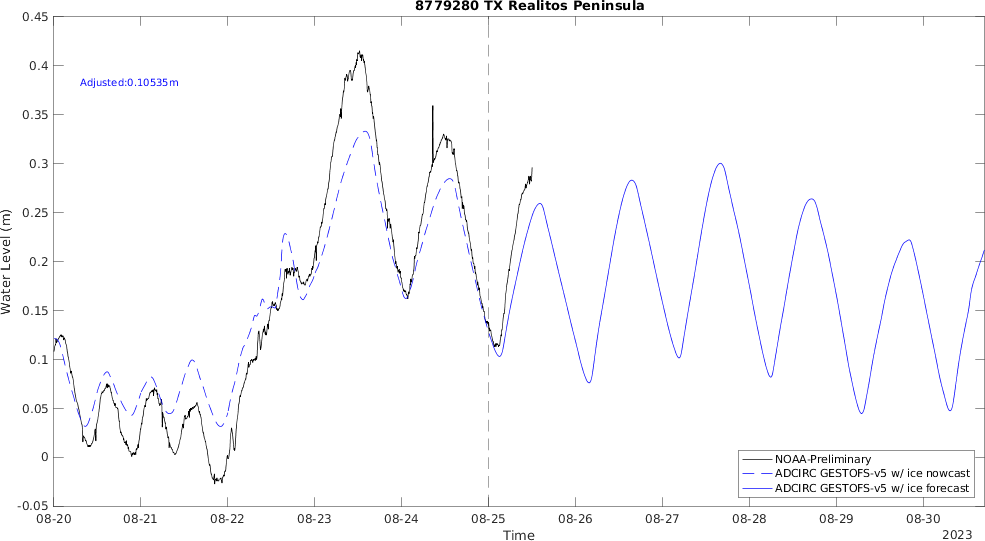 8779280 TX Realitos Peninsula
0.45
0.4
0.35
0.3
0.25
0.2
0.15
0.1
0.05
0
-0.05
Water Level (m)
Adjusted:0.10535m
NOAA-Preliminary
ADCIRC GESTOFS-v5 w/ ice nowcast
ADCIRC GESTOFS-v5 w/ ice forecast
08-20 08-21 08-22 08-23 08-24 08-25 08-26 08-27 08-28 08-29 08-30
Time
2023